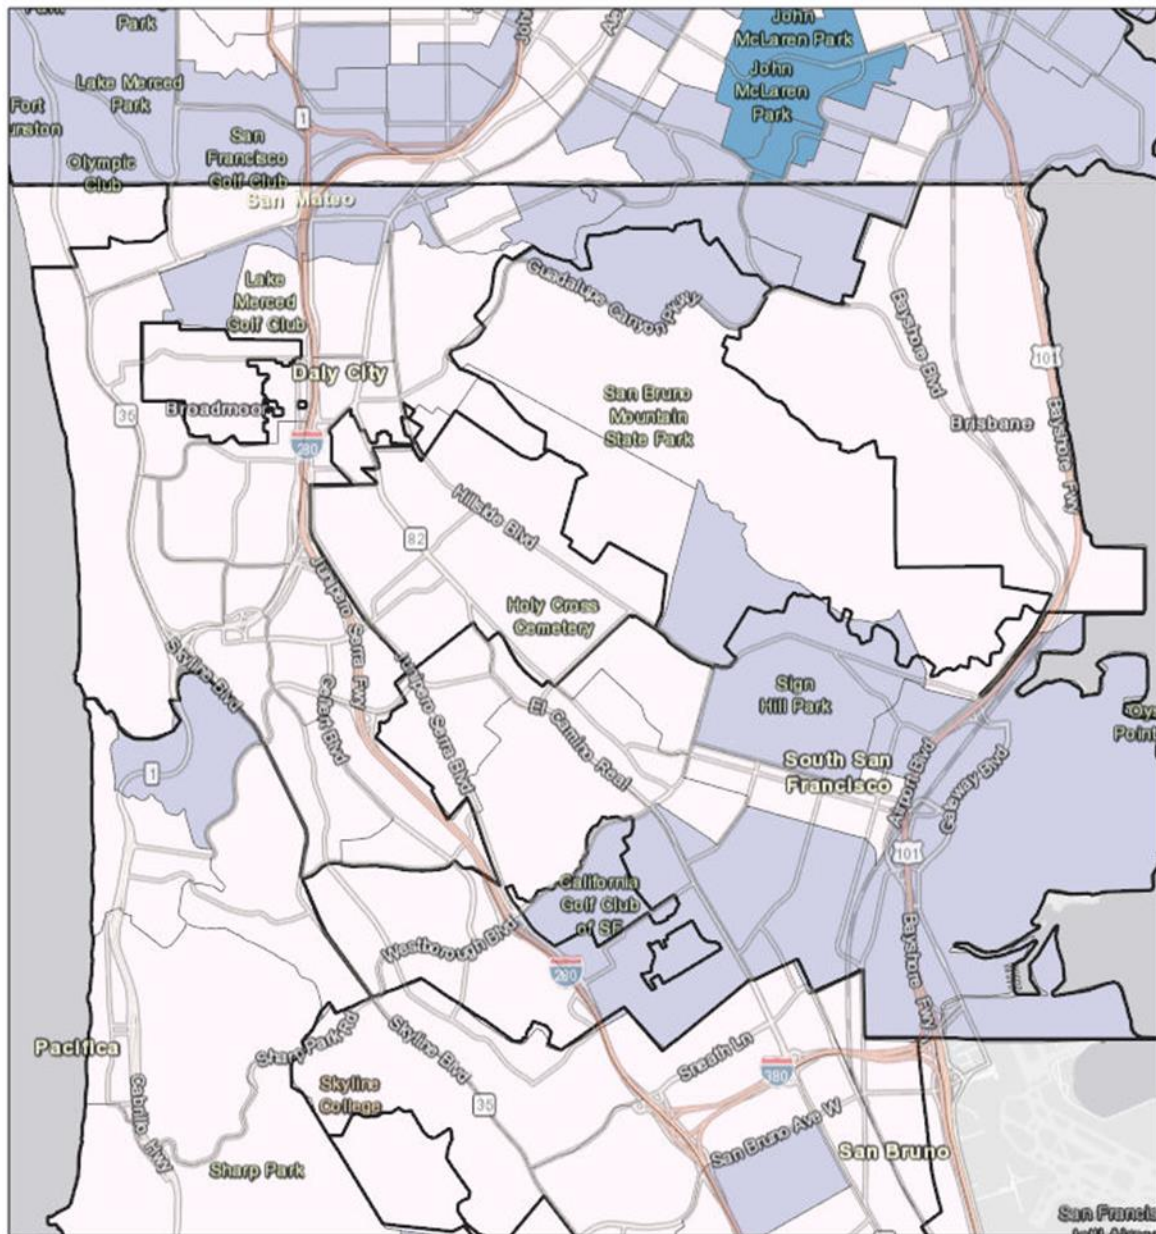 Park
John
McLaren Park
Lake Merced
Park
John
McLaren
Park
Fort
1
San
Francisco
Golf Club
Olympic
Club
San Mateo
Lake
Merced
Golf Club
Guadalupe Canyon Pkwy
Bayshore Blvd
101
Daly City
San Bruno
Mountain
State Park
35
Broadmoor
Brisbane
280
Bayshore Fwy
Hillside Blvd
82
Junipero Serra Fwy
Holy Cross
Cemetery
Skyline Blvd
Junipero Serra Blvd
Gellert Blvd
El Camino Real
Sign
Hill Park
Point
1
South San
Francisco
Airport Blvd
Gateway Blvd
101
California
Golf Club
of SF
Westborough Blvd
280
Bayshore Fwy
Pacifica
Sharp Park Rd
Skyline Blvd
Sneath Ln
380
Skyline
College
Cabrillo Hwy
35
San Bruno Ave W
San Bruno
Sharp Park
San Francis